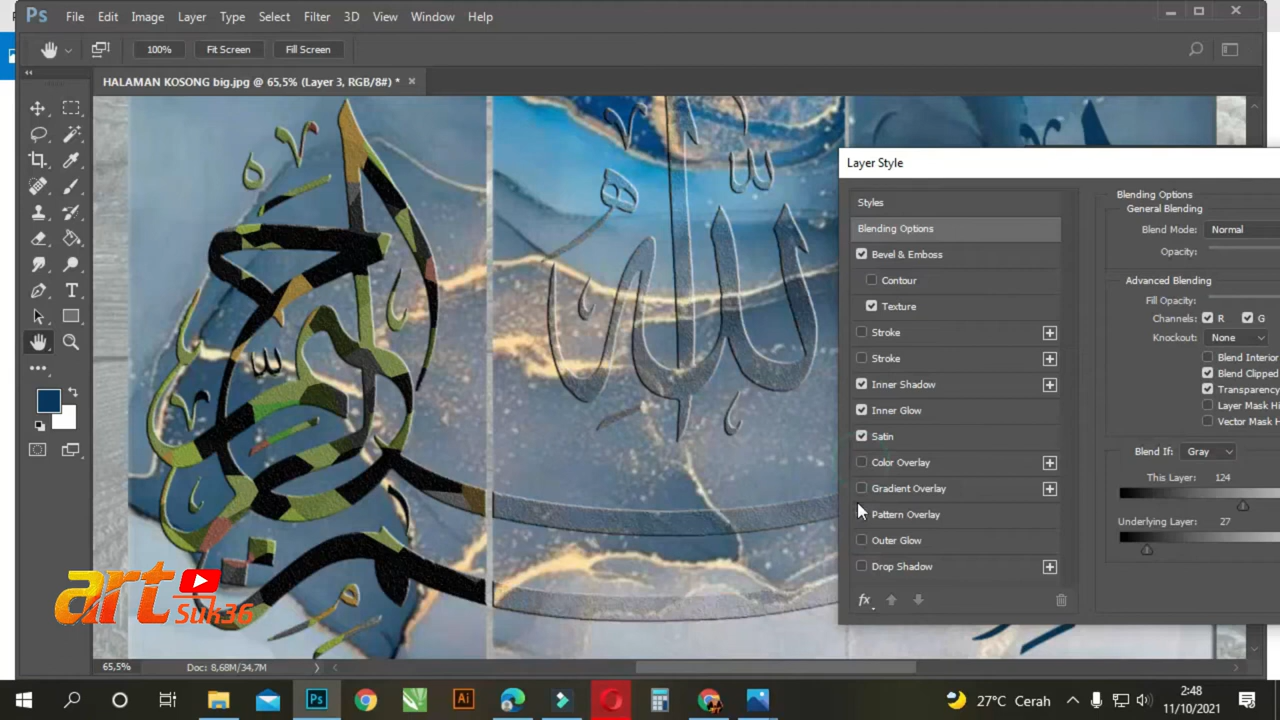 Ps File Edit Image Layer Type Select Filter 3D View Window Help
100% Fit Screen Fill Screen
HALAMAN KOSONG big.jpg @ 65,5% (Layer 3, RGB/8#) * ×
Layer Style
Styles
Blending Options
Bevel & Emboss
Contour
Texture
Stroke
Stroke
Inner Shadow
Inner Glow
Satin
Color Overlay
Gradient Overlay
Pattern Overlay
Outer Glow
Drop Shadow
fx
Blending Options
General Blending
Blend Mode: Normal
Opacity:
Advanced Blending
Fill Opacity:
Channels: R G
Knockout: None
Blend Interior
Blend Clipped
Transparency
Layer Mask Hi
Vector Mask H
Blend If: Gray
This Layer: 124
Underlying Layer: 27
الله
art
Suk36
65,5% Doc: 8,68M/34,7M
Ps Ai 27°C Cerah 2:48
11/10/2021